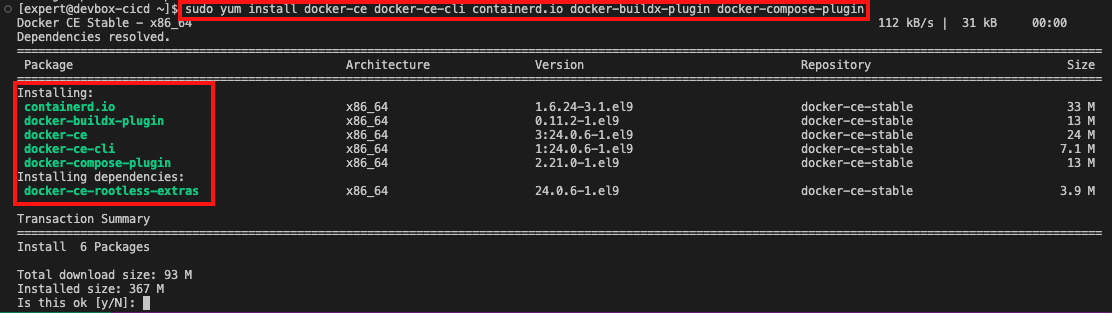 [expert@devbox-cicd ~]$ sudo yum install docker-ce docker-ce-cli containerd.io docker-buildx-plugin docker-compose-plugin
Docker CE Stable - x86_64 112 kB/s | 31 kB 00:00
Dependencies resolved.
Package Architecture Version Repository Size
Installing:
containerd.io x86_64 1.6.24-3.1.el9 docker-ce-stable 33 M
docker-buildx-plugin x86_64 0.11.2-1.el9 docker-ce-stable 13 M
docker-ce x86_64 3:24.0.6-1.el9 docker-ce-stable 24 M
docker-ce-cli x86_64 1:24.0.6-1.el9 docker-ce-stable 7.1 M
docker-compose-plugin x86_64 2.21.0-1.el9 docker-ce-stable 13 M
Installing dependencies:
docker-ce-rootless-extras x86_64 24.0.6-1.el9 docker-ce-stable 3.9 M
Transaction Summary
Install 6 Packages
Total download size: 93 M
Installed size: 367 M
Is this ok [y/N]: